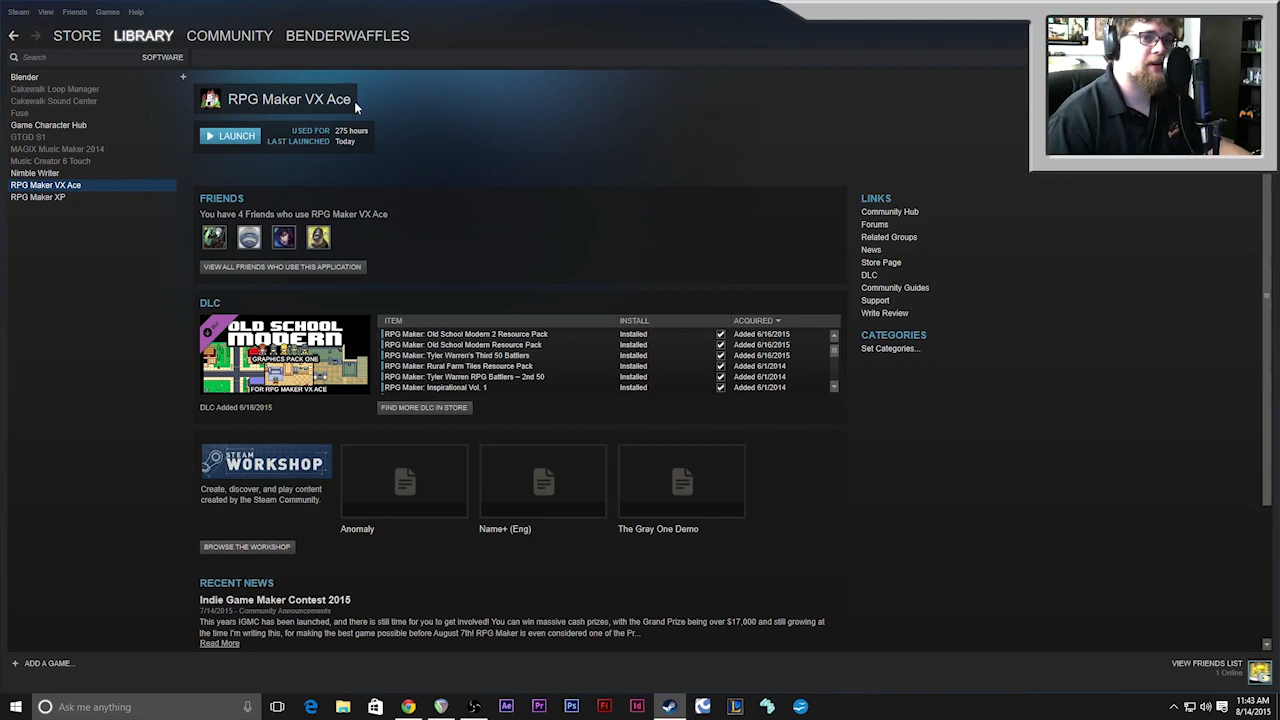 Steam View Friends Games Help
STORE LIBRARY COMMUNITY BENDERWAFFLES
Search SOFTWARE
Blender
Cakewalk Loop Manager
Cakewalk Sound Center
Fuse
Game Character Hub
GTGD S1
MAGIX Music Maker 2014
Music Creator 6 Touch
Nimble Writer
RPG Maker VX Ace
RPG Maker XP
RPG Maker VX Ace
LAUNCH
USED FOR 275 hours
LAST LAUNCHED Today
FRIENDS
You have 4 Friends who use RPG Maker VX Ace
VIEW ALL FRIENDS WHO USE THIS APPLICATION
DLC
OLD SCHOOL
MODERN
GRAPHICS PACK ONE
FOR RPG MAKER VX ACE
DLC Added 6/16/2015
ITEM INSTALL ACQUIRED
RPG Maker: Old School Modern 2 Resource Pack Installed Added 6/16/2015
RPG Maker: Old School Modern Resource Pack Installed Added 6/16/2015
RPG Maker: Tyler Warren's Third 50 Battlers Installed Added 6/16/2015
RPG Maker: Rural Farm Tiles Resource Pack Installed Added 6/1/2014
RPG Maker: Tyler Warren RPG Battlers – 2nd 50 Installed Added 6/1/2014
RPG Maker: Inspirational Vol. 1 Installed Added 6/1/2014
FIND MORE DLC IN STORE
STEAM
WORKSHOP
Create, discover, and play content
created by the Steam Community.
BROWSE THE WORKSHOP
Anomaly
Name+ (Eng)
The Gray One Demo
RECENT NEWS
Indie Game Maker Contest 2015
7/14/2015 - Community Announcements
This years IGMC has been launched, and there is still time for you to get involved! You can win massive cash prizes, with the Grand Prize being over $17,000 and still growing at
the time I'm writing this, for making the best game possible before August 7th! RPG Maker is even considered one of the Pr...
Read More
LINKS
Community Hub
Forums
Related Groups
News
Store Page
DLC
Community Guides
Support
Write Review
CATEGORIES
Set Categories...
+ ADD A GAME...
VIEW FRIENDS LIST
1 Online
Ask me anything
Ae Pr Ps Fl Id
11:43 AM
8/14/2015